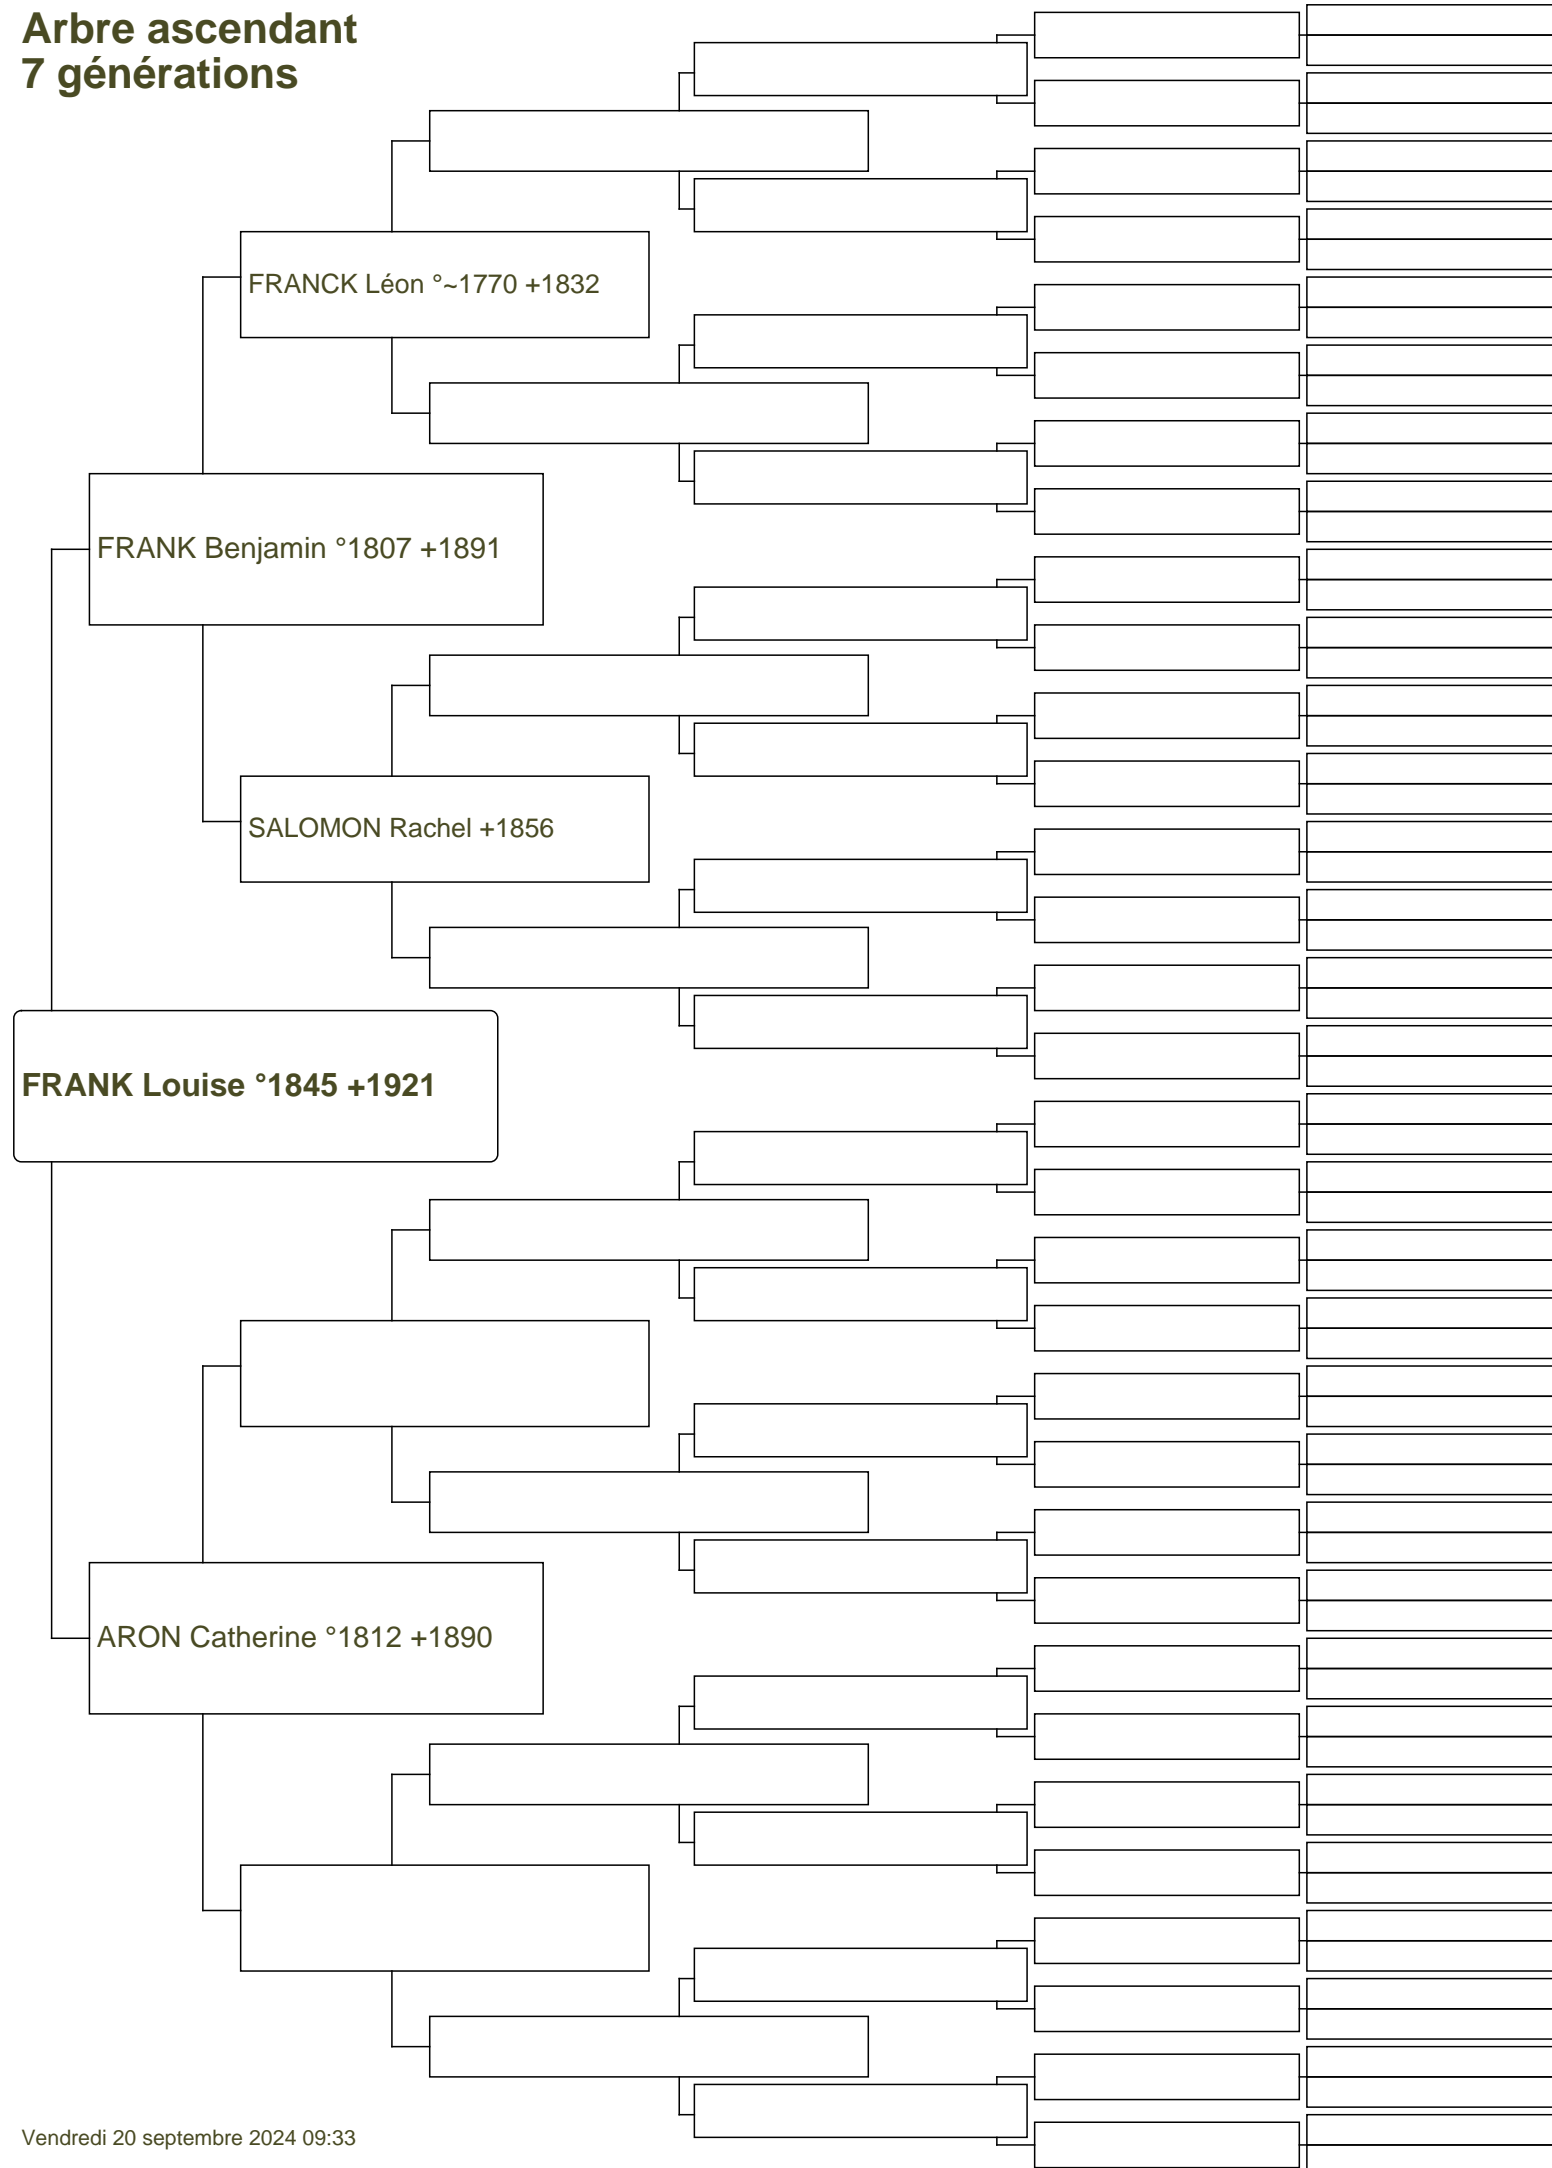 Arbre ascendant
7 générations
FRANCK Léon °~1770 +1832
FRANK Benjamin °1807 +1891
SALOMON Rachel +1856
FRANK Louise °1845 +1921
ARON Catherine °1812 +1890
Vendredi 20 septembre 2024 09:33